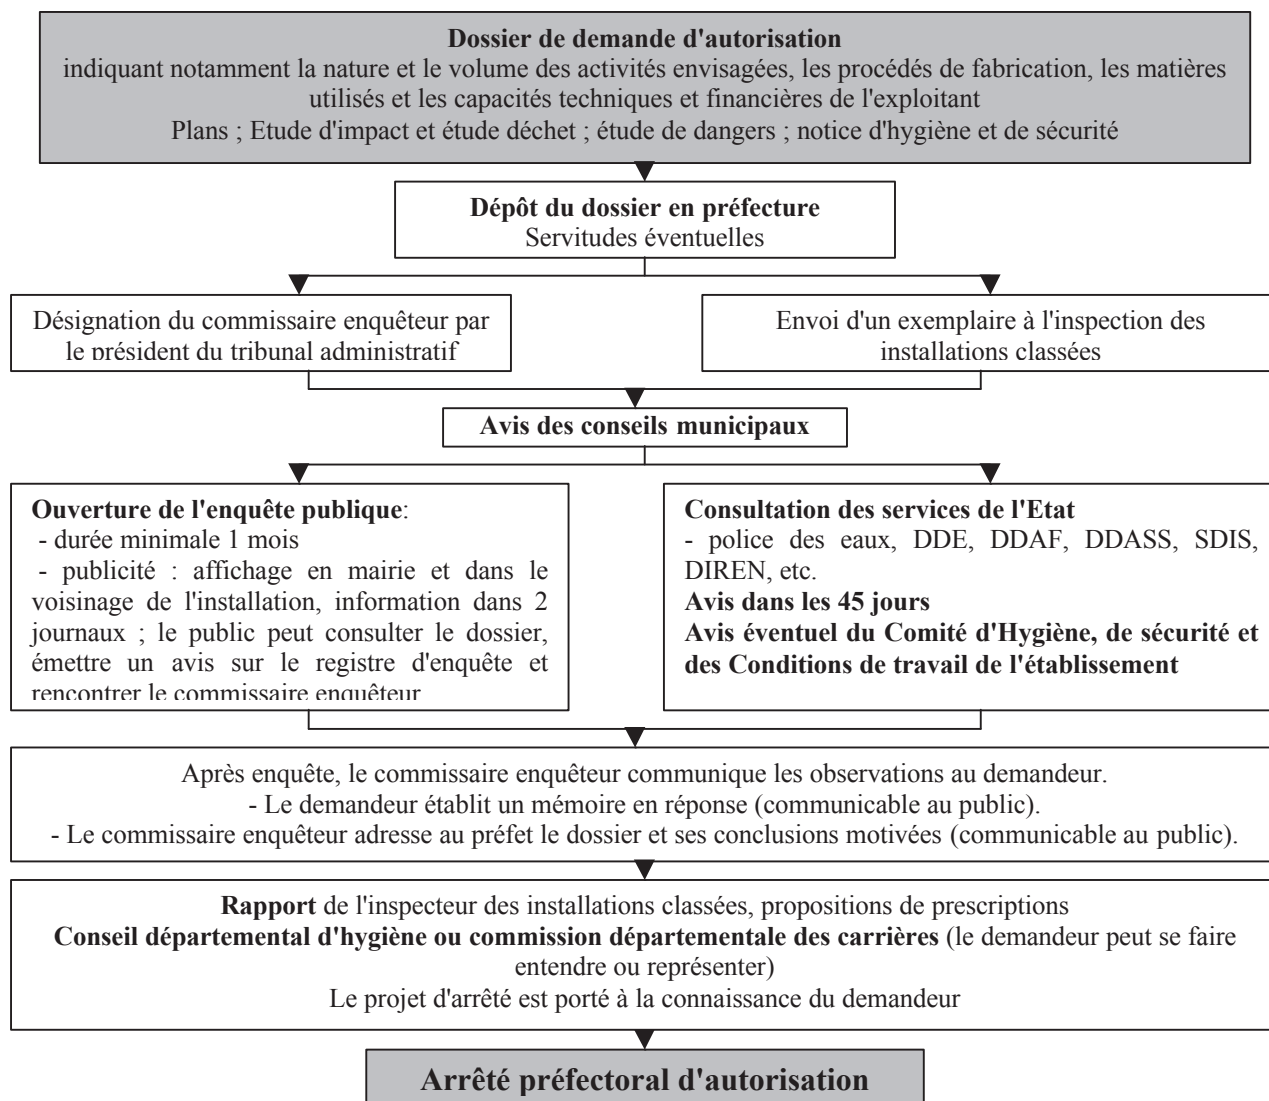 Dossier de demande d'autorisation
indiquant notamment la nature et le volume des activités envisagées, les procédés de fabrication, les matières
utilisés et les capacités techniques et financières de l'exploitant
Plans ; Etude d'impact et étude déchet ; étude de dangers ; notice d'hygiène et de sécurité
Dépôt du dossier en préfecture
Servitudes éventuelles
Désignation du commissaire enquêteur par
le président du tribunal administratif
Envoi d'un exemplaire à l'inspection des
installations classées
Avis des conseils municipaux
Ouverture de l'enquête publique:
- durée minimale 1 mois
- publicité : affichage en mairie et dans le
voisinage de l'installation, information dans 2
journaux ; le public peut consulter le dossier,
émettre un avis sur le registre d'enquête et
rencontrer le commissaire enquêteur
Consultation des services de l'Etat
- police des eaux, DDE, DDAF, DDASS, SDIS,
DIREN, etc.
Avis dans les 45 jours
Avis éventuel du Comité d'Hygiène, de sécurité et
des Conditions de travail de l'établissement
Après enquête, le commissaire enquêteur communique les observations au demandeur.
- Le demandeur établit un mémoire en réponse (communicable au public).
- Le commissaire enquêteur adresse au préfet le dossier et ses conclusions motivées (communicable au public).
Rapport de l'inspecteur des installations classées, propositions de prescriptions
Conseil départemental d'hygiène ou commission départementale des carrières (le demandeur peut se faire
entendre ou représenter)
Le projet d'arrêté est porté à la connaissance du demandeur
Arrêté préfectoral d'autorisation